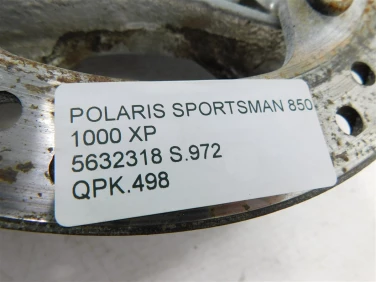 POLARIS SPORTSMAN 850
1000 XP
5632318 S.972
QPK.498